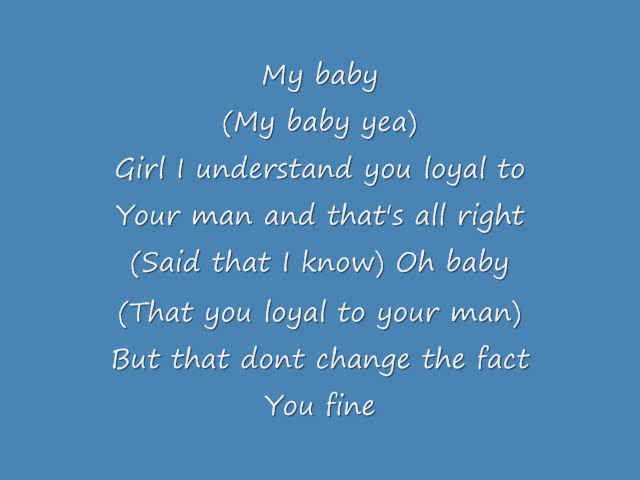 My baby
(My baby yea)
Girl I understand you loyal to
Your man and that's all right
(Said that I know) Oh baby
(That you loyal to your man)
But that dont change the fact
You fine